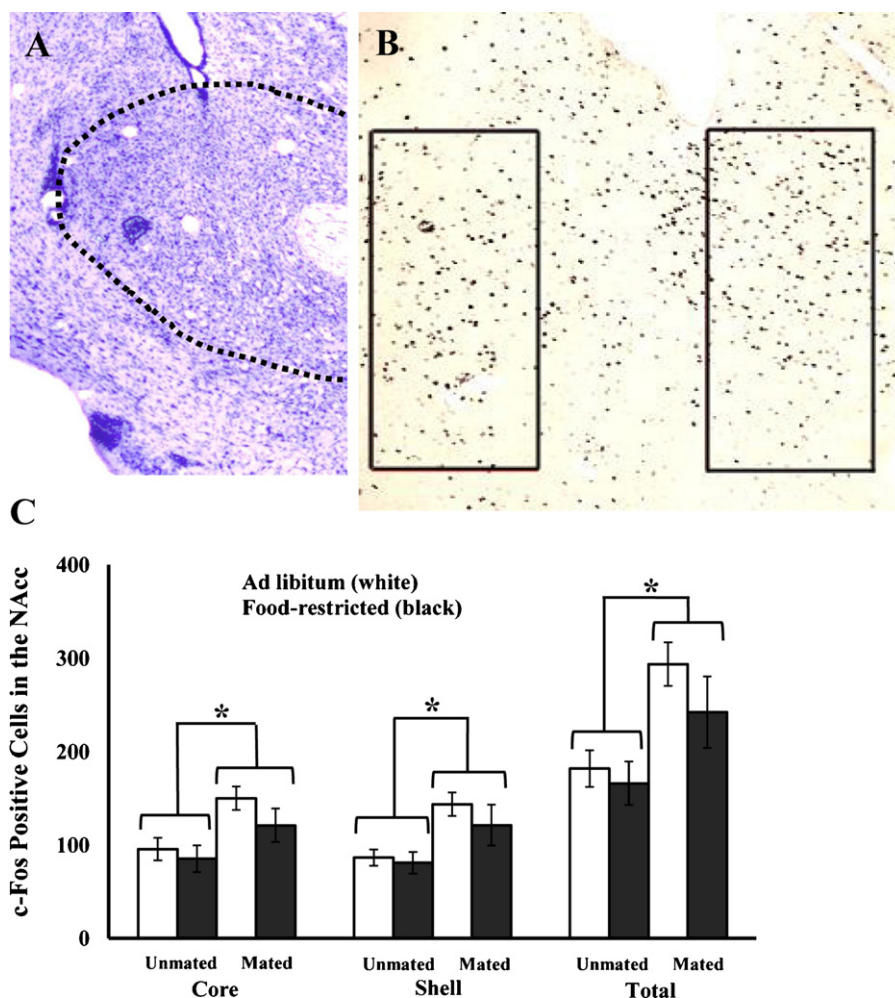 A
B
C
c-Fos Positive Cells in the NAcc
400
300
200
100
0
Ad libitum (white)
Food-restricted (black)
*
*
*
Unmated Mated Unmated Mated Unmated Mated
Core Shell Total